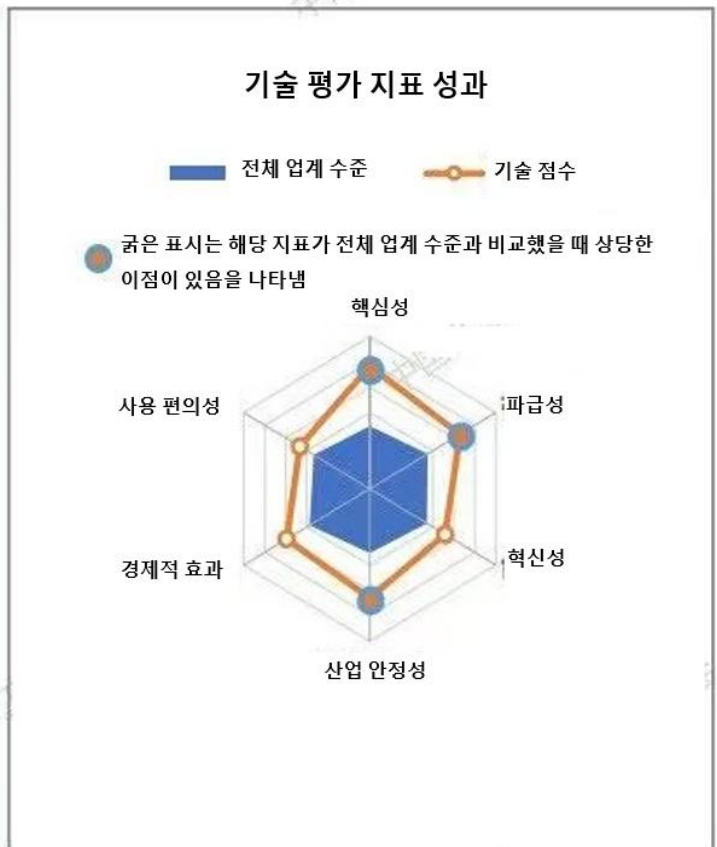 기술 평가 지표 성과
전체 업계 수준
기술 점수
굵은 표시는 해당 지표가 전체 업계 수준과 비교했을 때 상당한
이점이 있음을 나타냄
핵심성
사용 편의성
파급성
경제적 효과
혁신성
산업 안정성